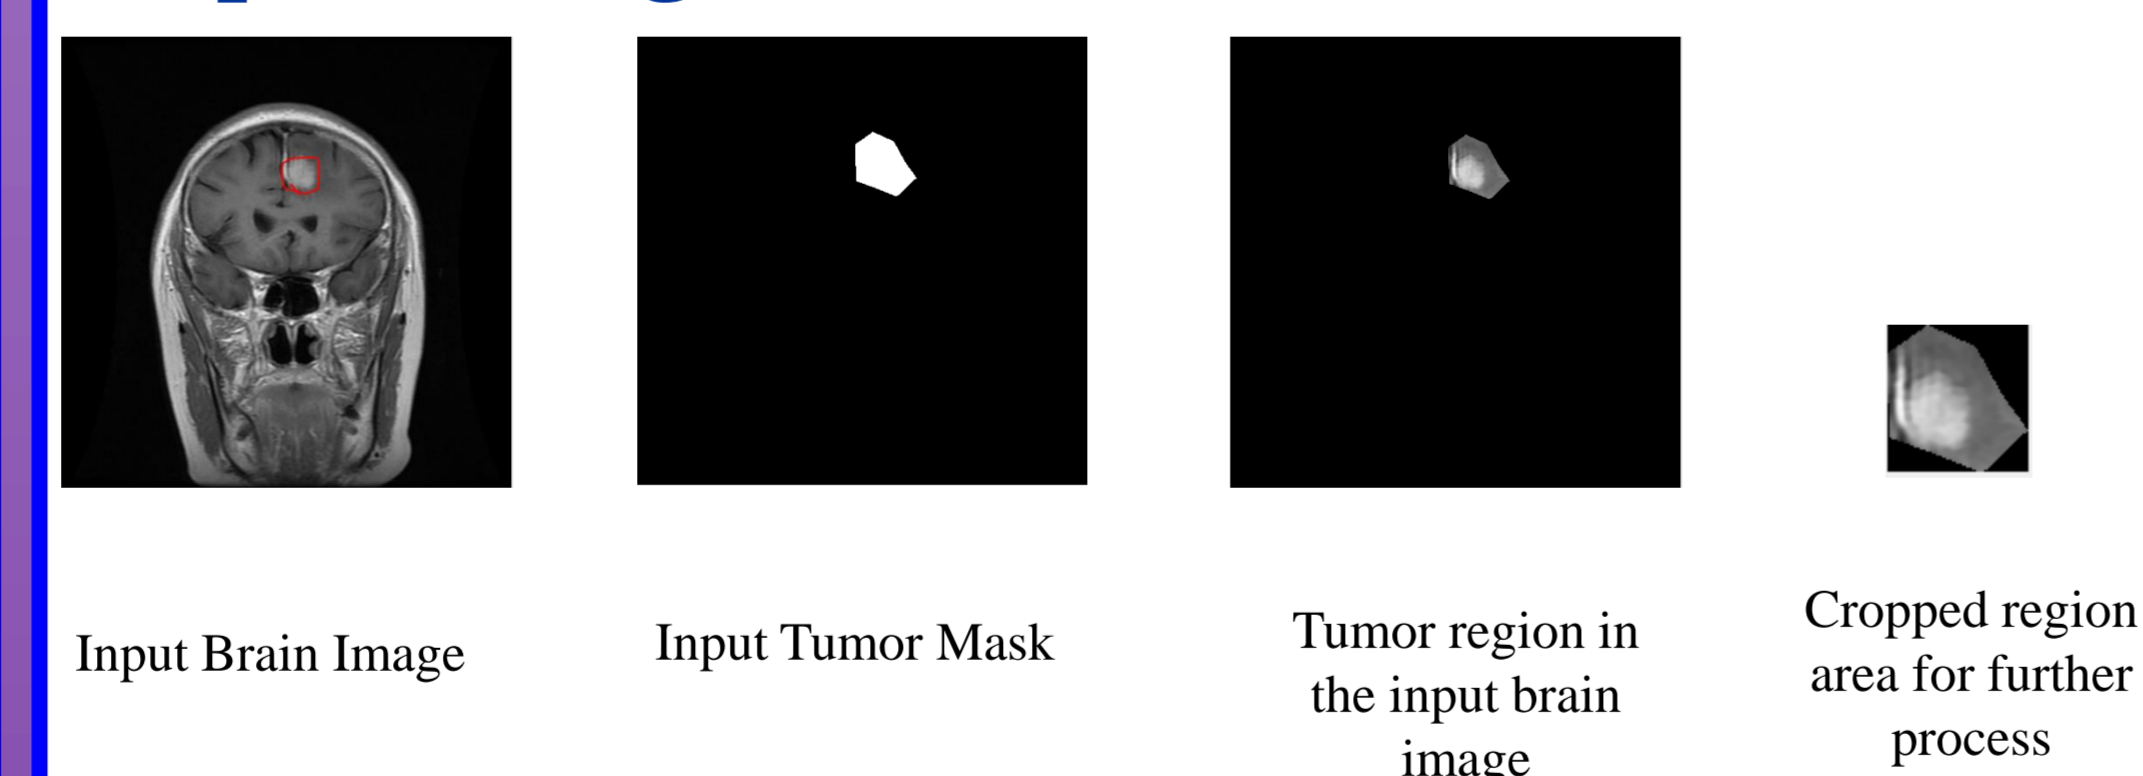 Input Brain Image
Input Tumor Mask
Tumor region in
the input brain
image
Cropped region
area for further
process